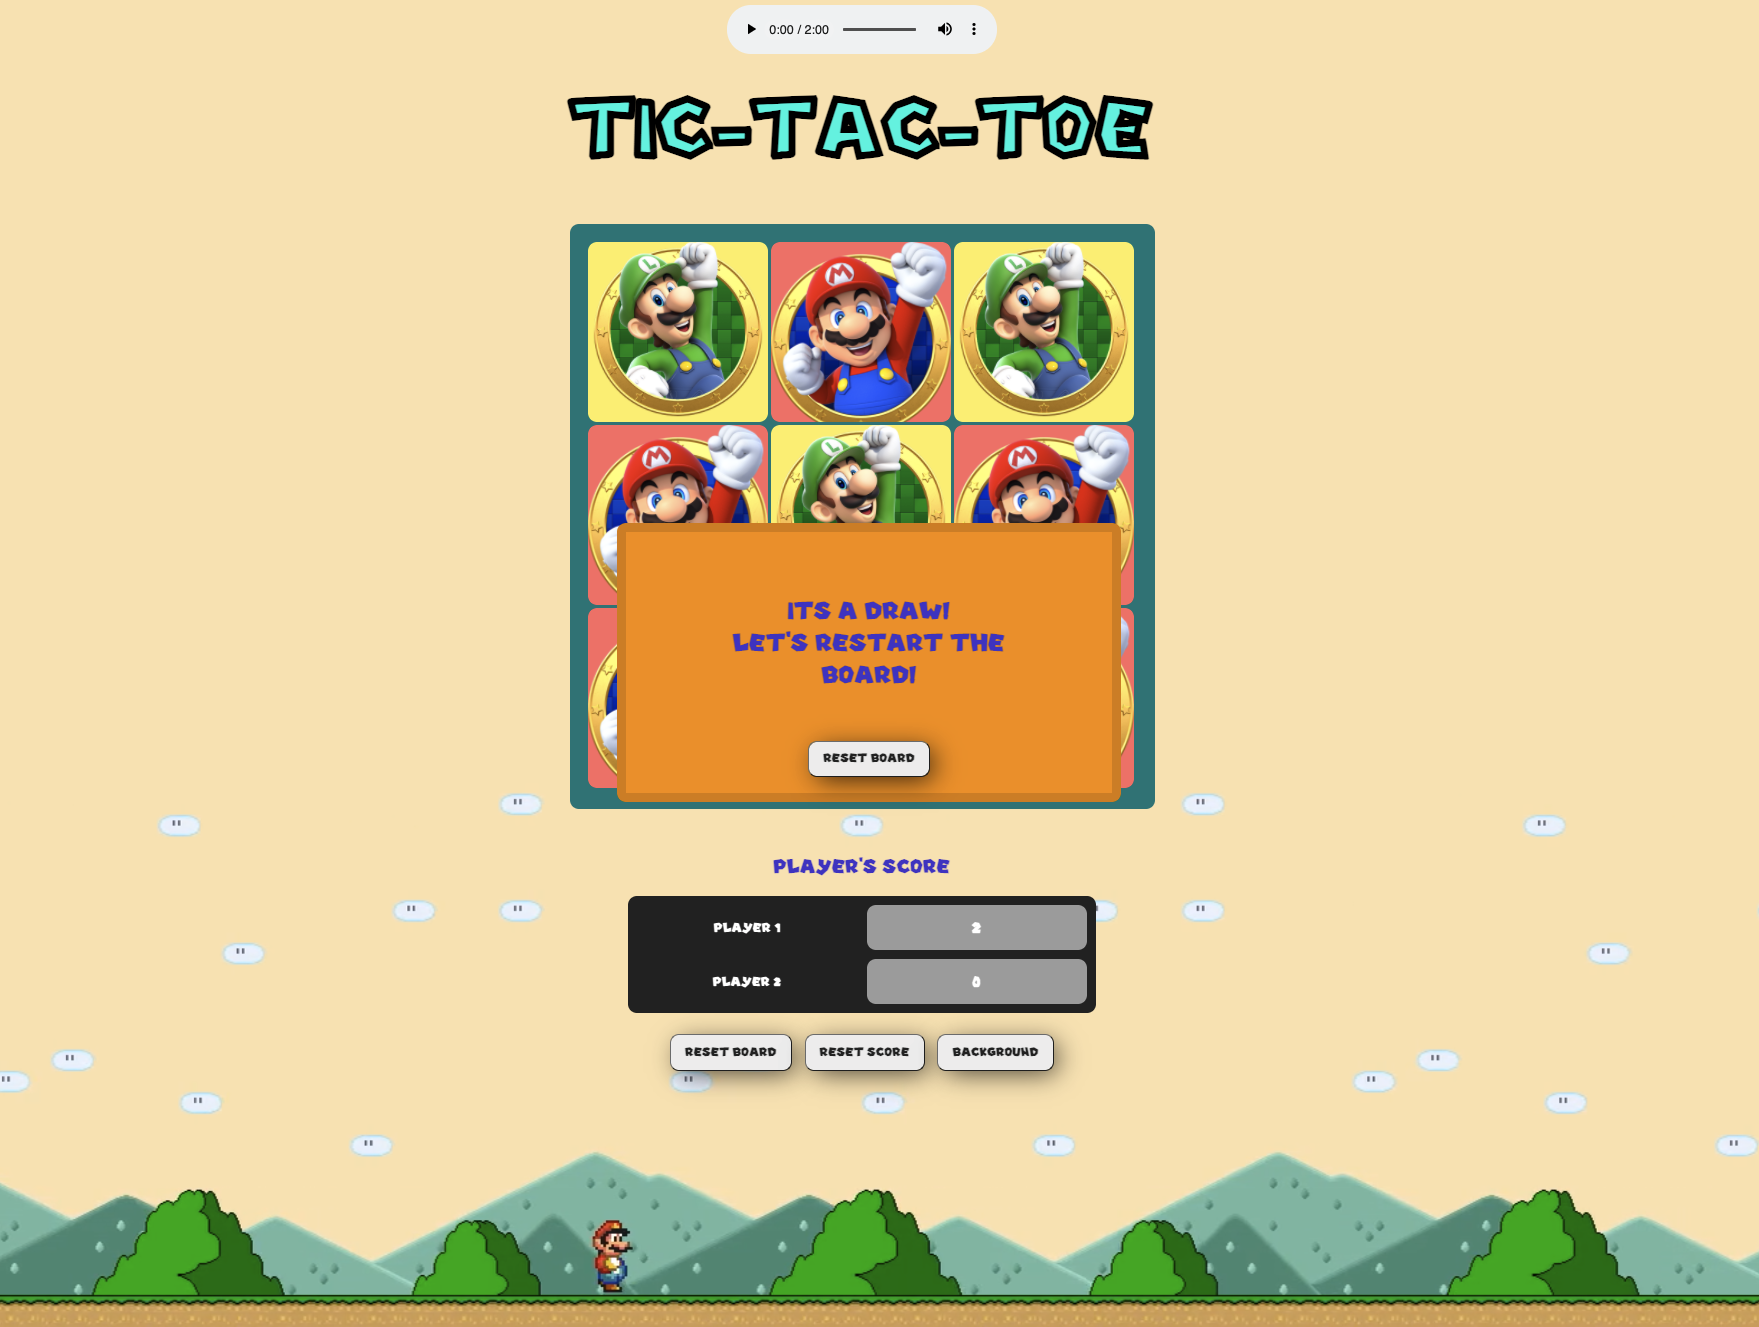 0:00 / 2:00
TIC-TAC-TOE
L
M
L
M
L
M
ITS A DRAW!
LET'S RESTART THE
BOARD!
RESET BOARD
PLAYER'S SCORE
PLAYER 1 2
PLAYER 2 0
RESET BOARD RESET SCORE BACKGROUND